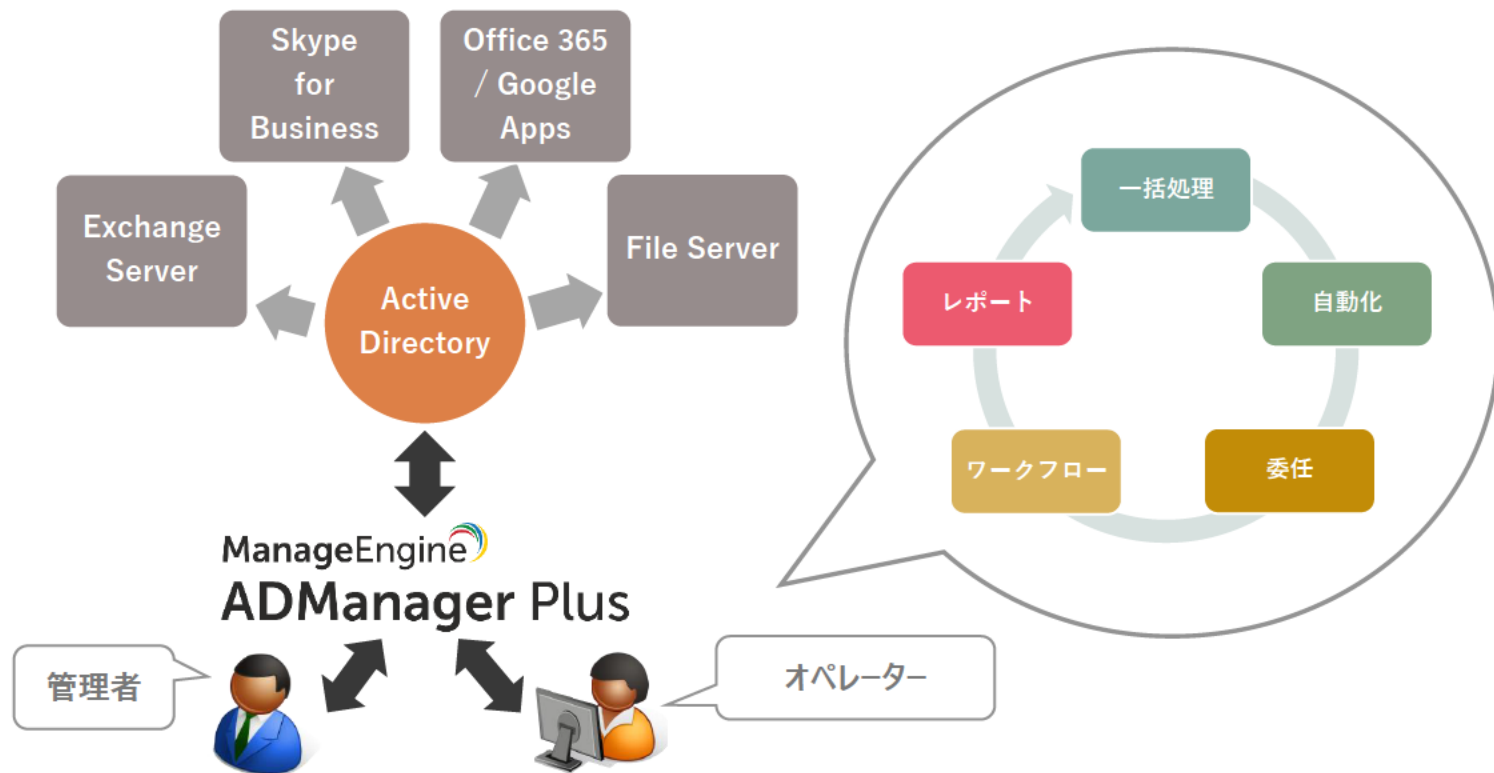 Skype
for
Business
Office 365
/ Google
Apps
Exchange
Server
File Server
Active
Directory
ManageEngine
ADManager Plus
管理者
オペレーター
一括処理
自動化
委任
ワークフロー
レポート